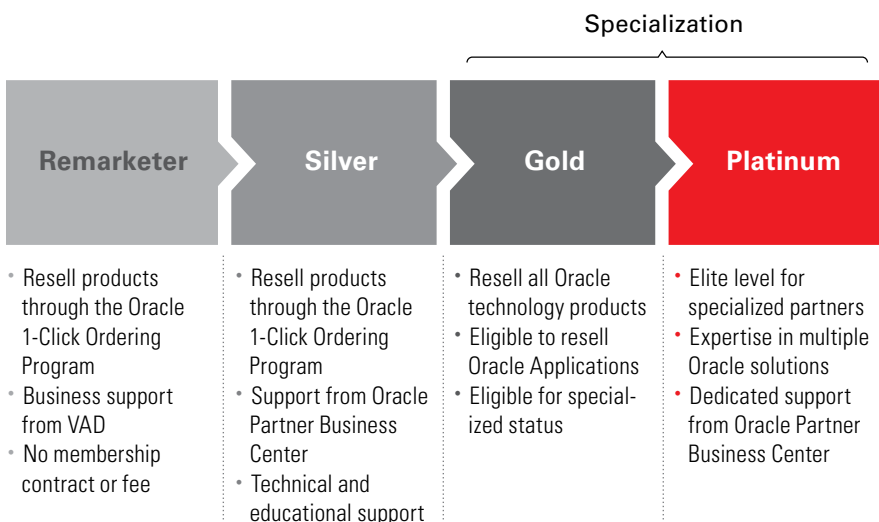 Specialization
Remarketer
Silver
Gold
Platinum
• Resell products
through the Oracle
1-Click Ordering
Program
• Business support
from VAD
• No membership
contract or fee
• Resell products
through the Oracle
1-Click Ordering
Program
• Support from Oracle
Partner Business
Center
• Technical and
educational support
• Resell all Oracle
technology products
• Eligible to resell
Oracle Applications
• Eligible for special-
ized status
• Elite level for
specialized partners
• Expertise in multiple
Oracle solutions
• Dedicated support
from Oracle Partner
Business Center